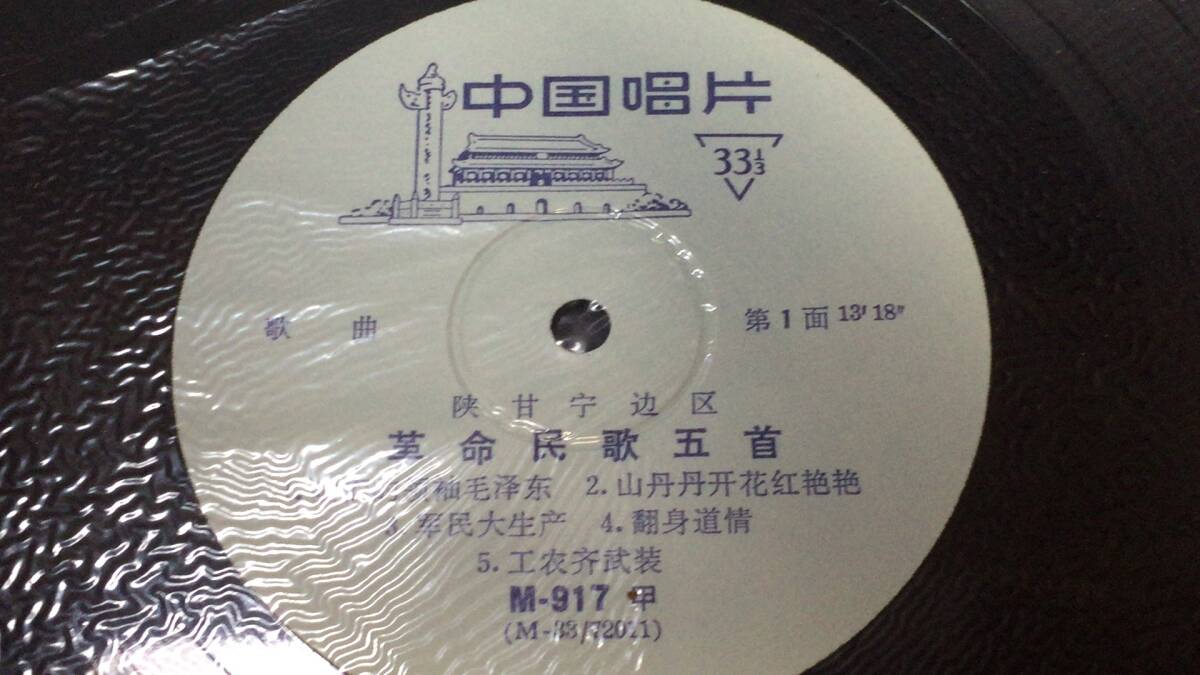 中国唱片
33⅓
歌曲
第1面 13′18″
陕甘宁边区
革命民歌五首
袖毛泽东 2.山丹丹开花红艳艳
军民大生产 4.翻身道情
5.工农齐武装
M-917 甲
(M-33/72011)